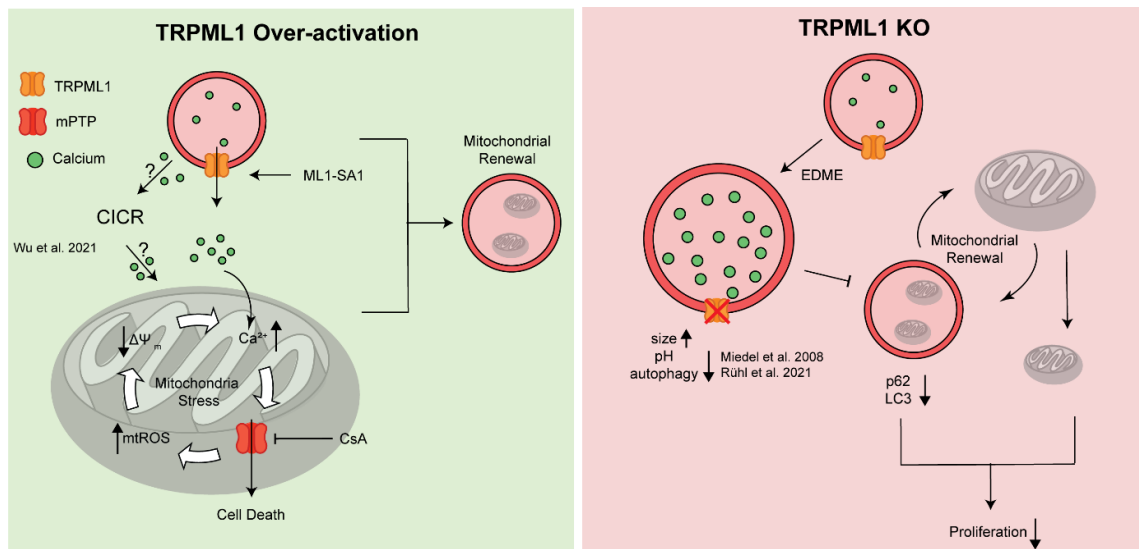 TRPML1 Over-activation
TRPML1
mPTP
Calcium
?
ML1-SA1
CICR
Wu et al. 2021
?
Mitochondrial
Renewal
ΔΨm
Ca²⁺
Mitochondria
Stress
mtROS
CsA
Cell Death
TRPML1 KO
EDME
Mitochondrial
Renewal
size
pH
autophagy
Miedel et al. 2008
Rühl et al. 2021
p62
LC3
Proliferation